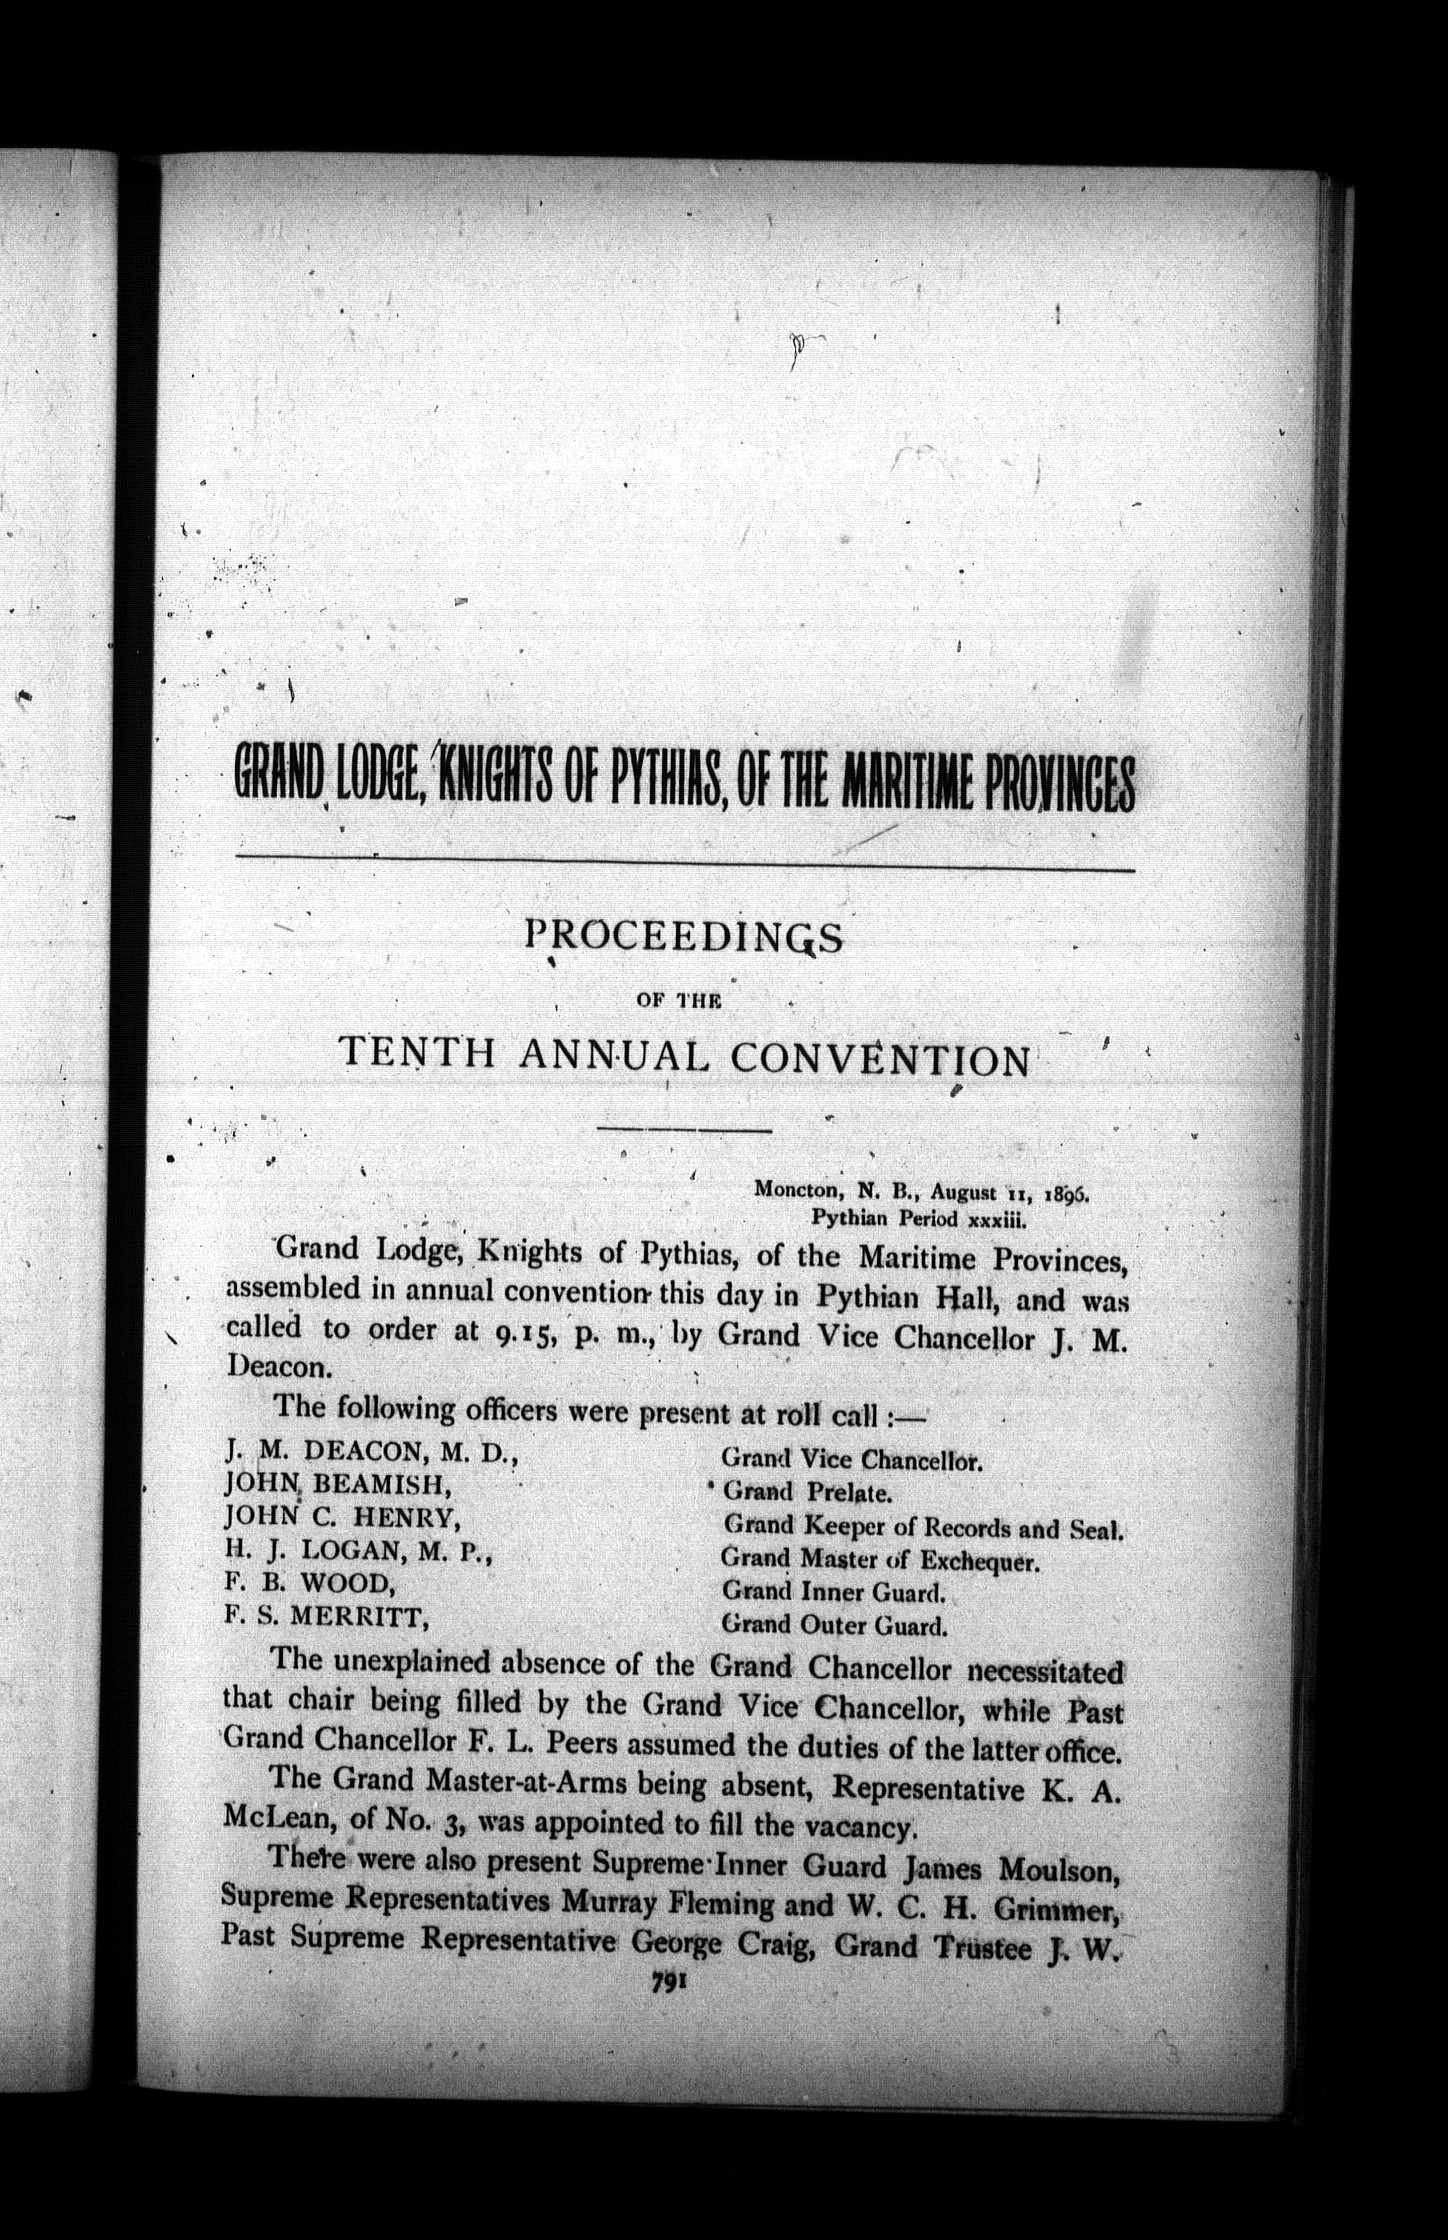 GRAND LODGE, KNIGHTS OF PYTHIAS, OF THE MARITIME PROVINCES
PROCEEDINGS
OF THE
TENTH ANNUAL CONVENTION
Moncton, N. B., August 11, 1896.
Pythian Period xxxiii.
Grand Lodge, Knights of Pythias, of the Maritime Provinces,
assembled in annual convention this day in Pythian Hall, and was
called to order at 9.15, p. m., by Grand Vice Chancellor J. M.
Deacon.
The following officers were present at roll call :—
J. M. DEACON, M. D., Grand Vice Chancellor.
JOHN BEAMISH, Grand Prelate.
JOHN C. HENRY, Grand Keeper of Records and Seal.
H. J. LOGAN, M. P., Grand Master of Exchequer.
F. B. WOOD, Grand Inner Guard.
F. S. MERRITT, Grand Outer Guard.
The unexplained absence of the Grand Chancellor necessitated
that chair being filled by the Grand Vice Chancellor, while Past
Grand Chancellor F. L. Peers assumed the duties of the latter office.
The Grand Master-at-Arms being absent, Representative K. A.
McLean, of No. 3, was appointed to fill the vacancy.
There were also present Supreme Inner Guard James Moulson,
Supreme Representatives Murray Fleming and W. C. H. Grimmer,
Past Supreme Representative George Craig, Grand Trustee J. W.
791